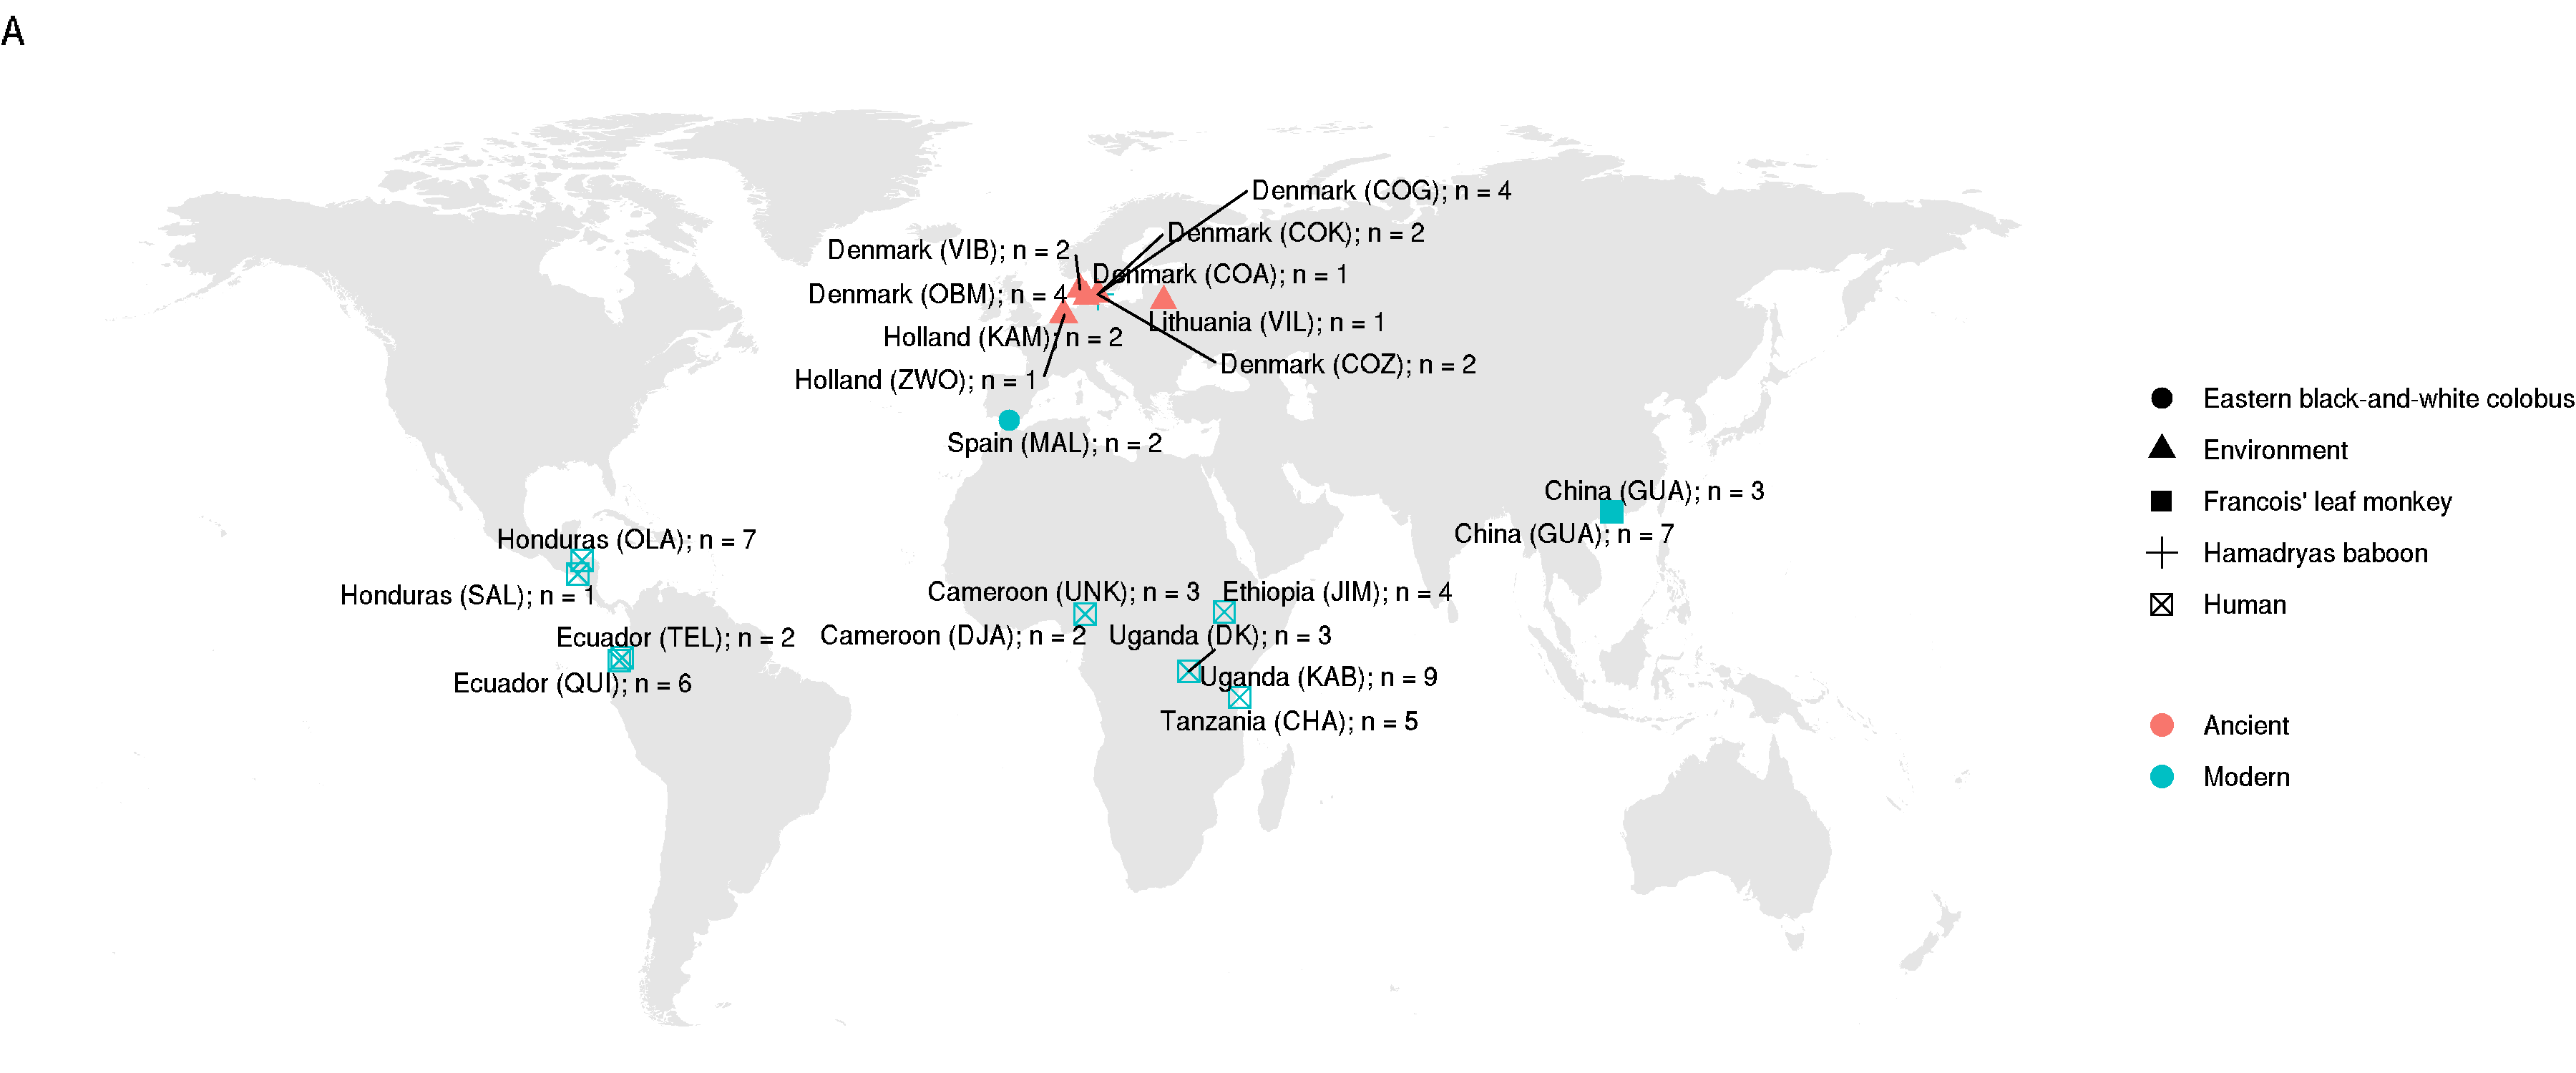 A
Denmark (COG); n = 4
Denmark (COK); n = 2
Denmark (VIB); n = 2
Denmark (COA); n = 1
Denmark (OBM); n = 4
Lithuania (VIL); n = 1
Holland (KAM); n = 2
Denmark (COZ); n = 2
Holland (ZWO); n = 1
Spain (MAL); n = 2
China (GUA); n = 3
China (GUA); n = 7
Honduras (OLA); n = 7
Honduras (SAL); n = 1
Cameroon (UNK); n = 3
Ethiopia (JIM); n = 4
Ecuador (TEL); n = 2
Cameroon (DJA); n = 2
Uganda (DK); n = 3
Ecuador (QUI); n = 6
Uganda (KAB); n = 9
Tanzania (CHA); n = 5
Eastern black-and-white colobus
Environment
Francois' leaf monkey
Hamadryas baboon
Human
Ancient
Modern